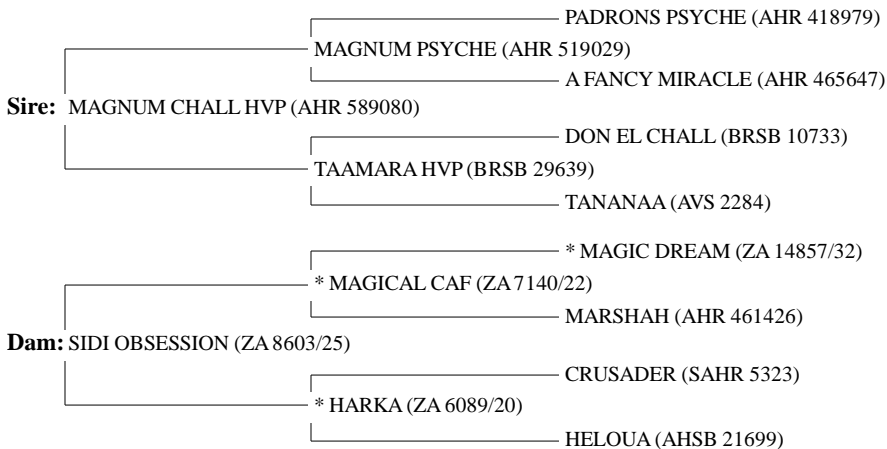 PADRONS PSYCHE (AHR 418979)
MAGNUM PSYCHE (AHR 519029)
A FANCY MIRACLE (AHR 465647)
Sire: MAGNUM CHALL HVP (AHR 589080)
DON EL CHALL (BRSB 10733)
TAAMARA HVP (BRSB 29639)
TANANAA (AVS 2284)
* MAGIC DREAM (ZA 14857/32)
* MAGICAL CAF (ZA 7140/22)
MARSHAH (AHR 461426)
Dam: SIDI OBSESSION (ZA 8603/25)
CRUSADER (SAHR 5323)
* HARKA (ZA 6089/20)
HELOUA (AHSB 21699)